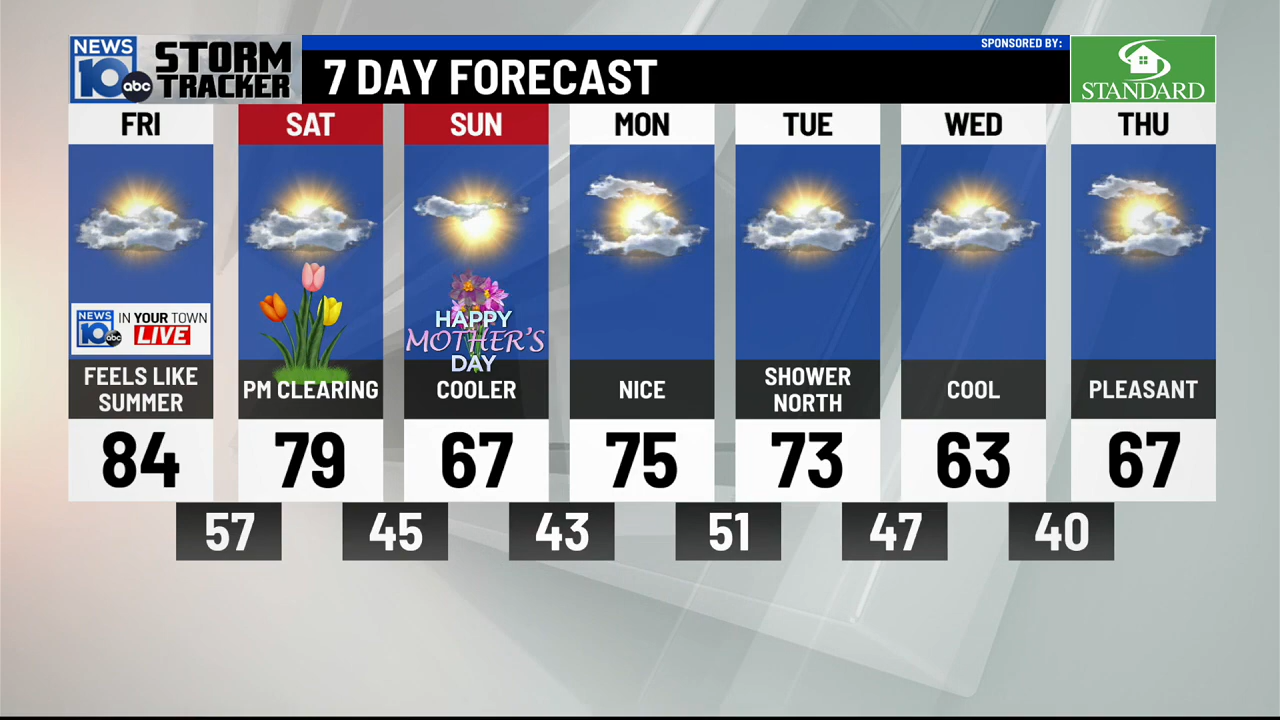 NEWS
10
abc
STORM
TRACKER
7 DAY FORECAST
SPONSORED BY:
STANDARD
FRI
SAT
SUN
MON
TUE
WED
THU
NEWS
10
abc
IN YOUR TOWN
LIVE
HAPPY
MOTHER'S
DAY
FEELS LIKE
SUMMER
PM CLEARING
COOLER
NICE
SHOWER
NORTH
COOL
PLEASANT
84
79
67
75
73
63
67
57
45
43
51
47
40